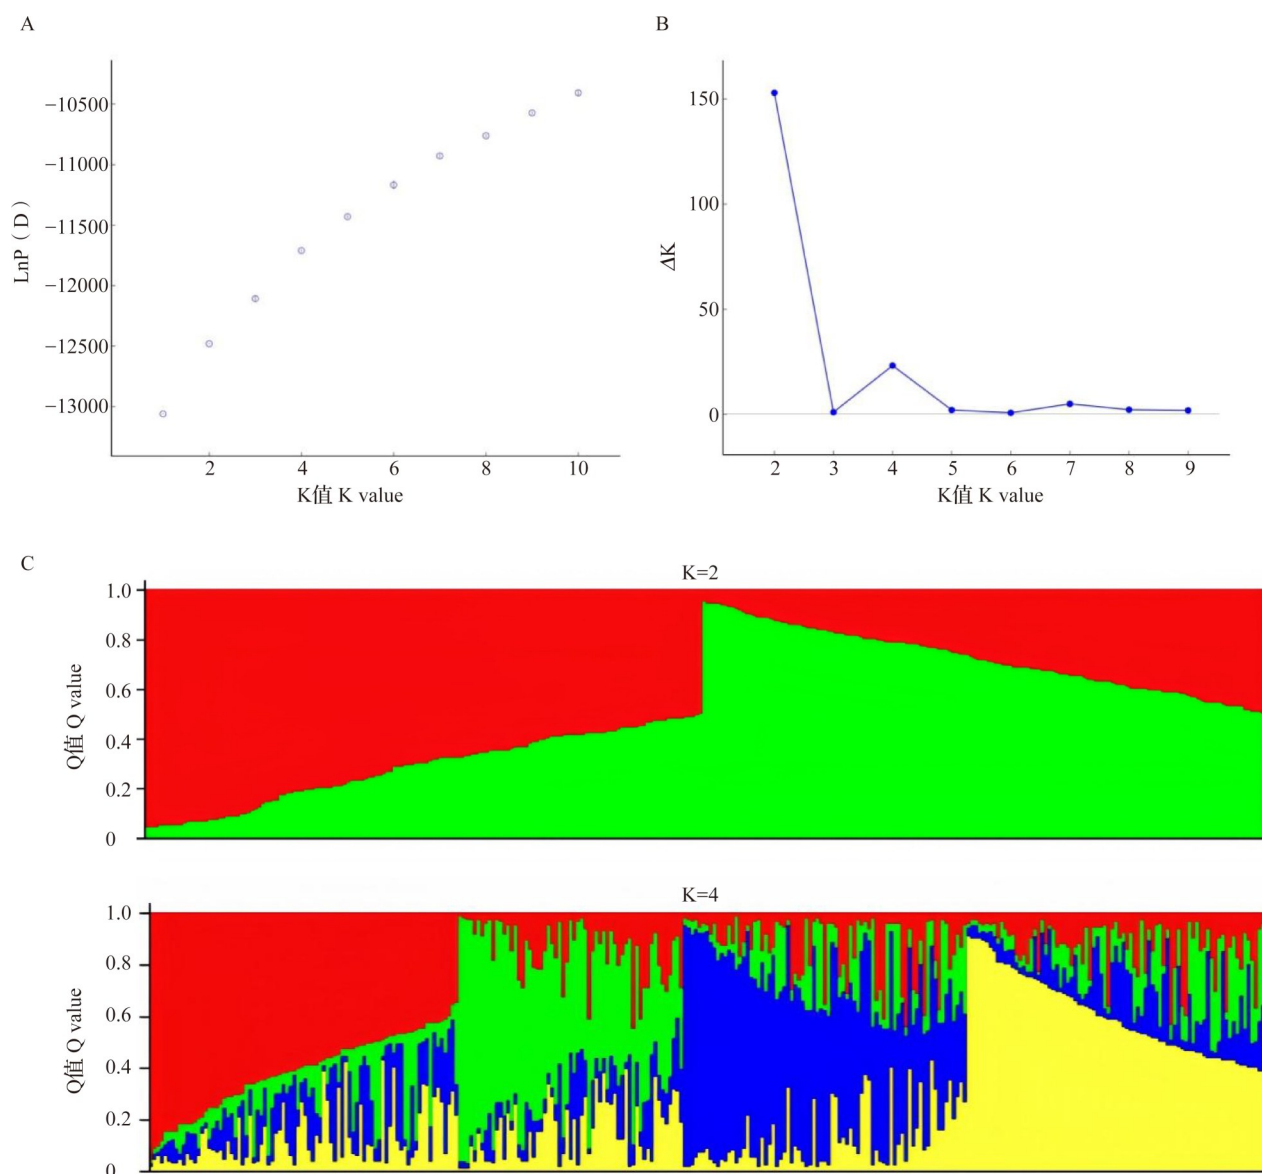 A
−10500
−11000
−11500
−12000
−12500
−13000
LnP（D）
2 4 6 8 10
K值 K value
B
150
100
50
0
ΔK
2 3 4 5 6 7 8 9
K值 K value
C
K=2
1.0
0.8
0.6
0.4
0.2
0
Q值 Q value
K=4
1.0
0.8
0.6
0.4
0.2
0
Q值 Q value